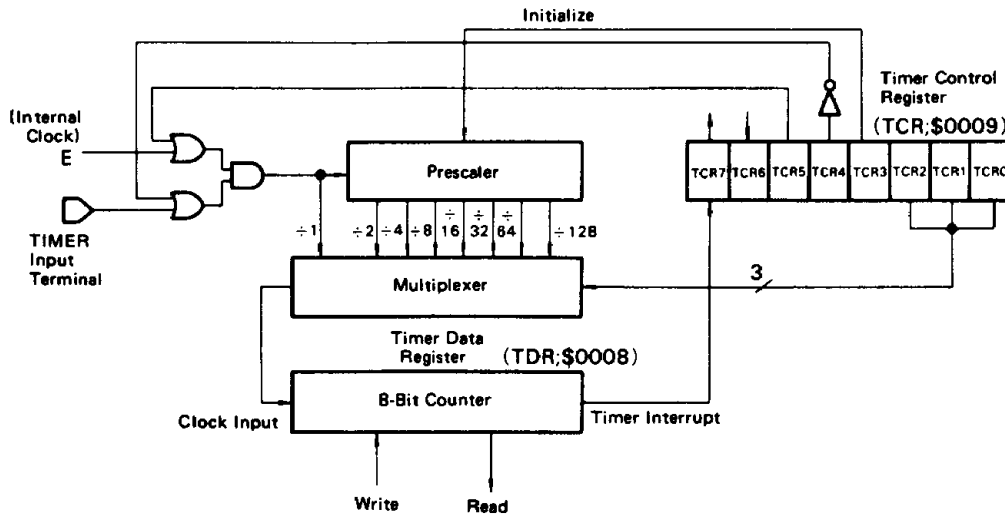 Initialize
Timer Control
Register
(TCR;$0009)
(Internal
Clock)
E
TIMER
Input
Terminal
Prescaler
TCR7 TCR6 TCR5 TCR4 TCR3 TCR2 TCR1 TCR0
÷1 ÷2 ÷4 ÷8 ÷16 ÷32 ÷64 ÷128
Multiplexer
3
Timer Data
Register
(TDR;$0008)
8-Bit Counter
Clock Input
Timer Interrupt
Write
Read